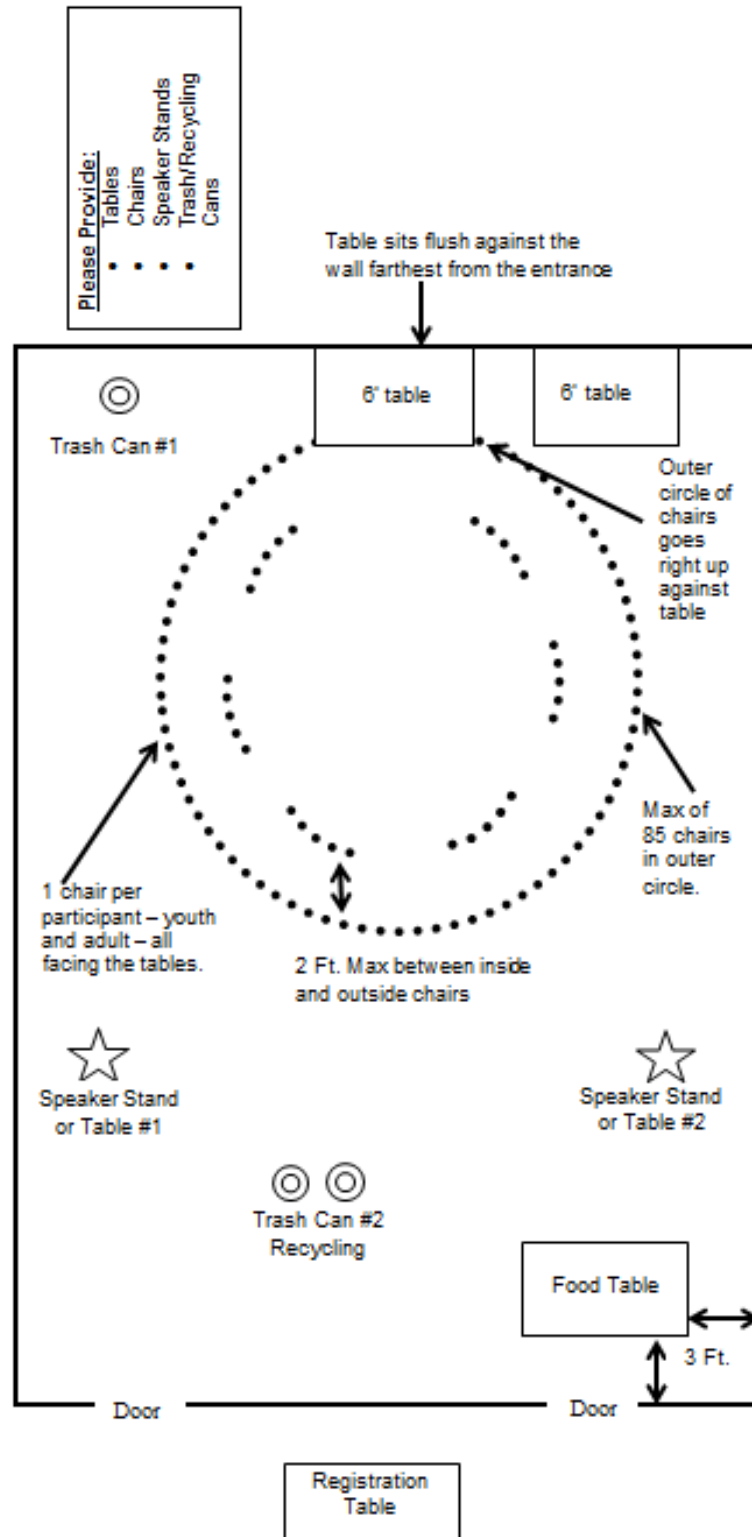 Please Provide:
• Tables
• Chairs
• Speaker Stands
• Trash/Recycling
Cans
Table sits flush against the
wall farthest from the entrance
6' table
6' table
Trash Can #1
Outer
circle of
chairs
goes
right up
against
table
Max of
85 chairs
in outer
circle.
1 chair per
participant – youth
and adult – all
facing the tables.
2 Ft. Max between inside
and outside chairs
Speaker Stand
or Table #1
Speaker Stand
or Table #2
Trash Can #2
Recycling
Food Table
3 Ft.
Door
Door
Registration
Table